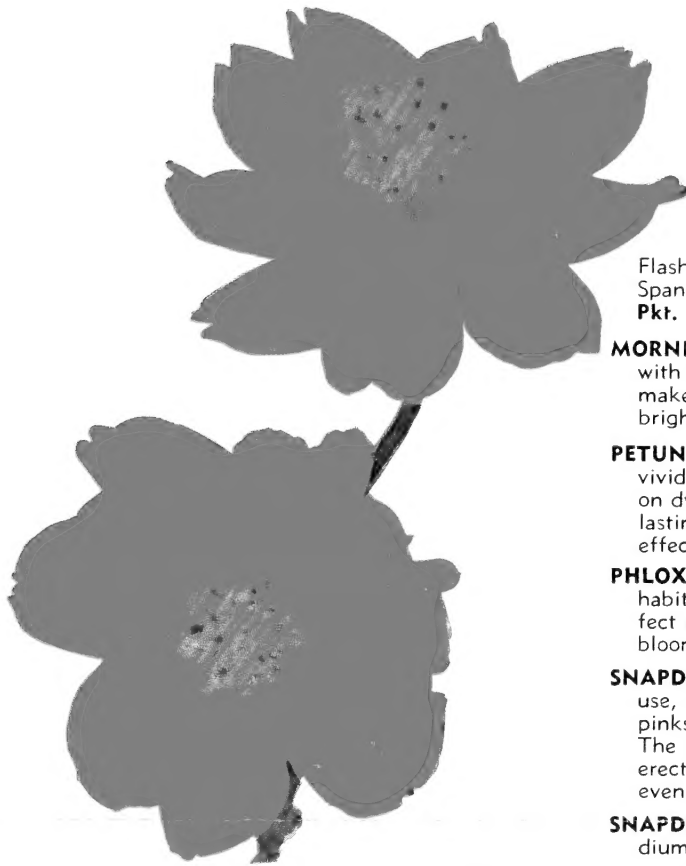 Flash
Span
Pkt.
MORNI
with
make
brigh
PETUN
vivid
on d
lastin
effec
PHLOX
habit
fect
bloor
SNAPD
use,
pinks
The
erect
even
SNAPD
dium